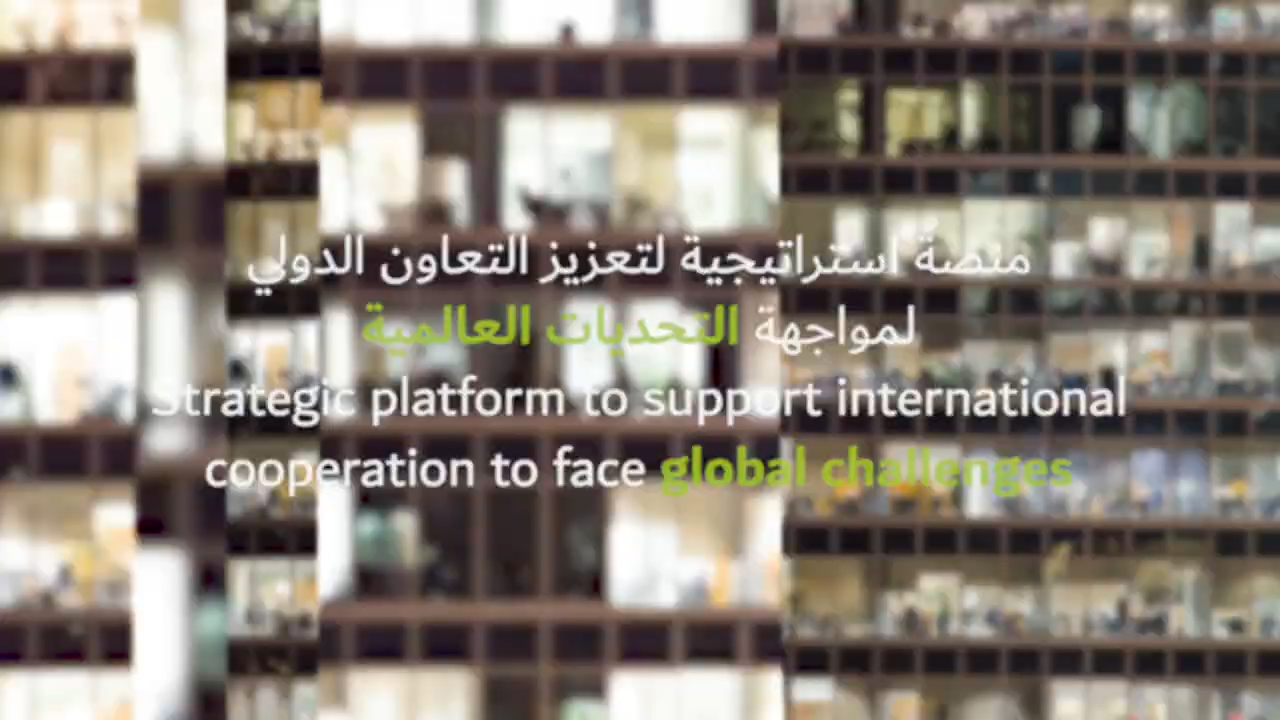 منصة استراتيجية لتعزيز التعاون الدولي
لمواجهة التحديات العالمية
Strategic platform to support international
cooperation to face global challenges